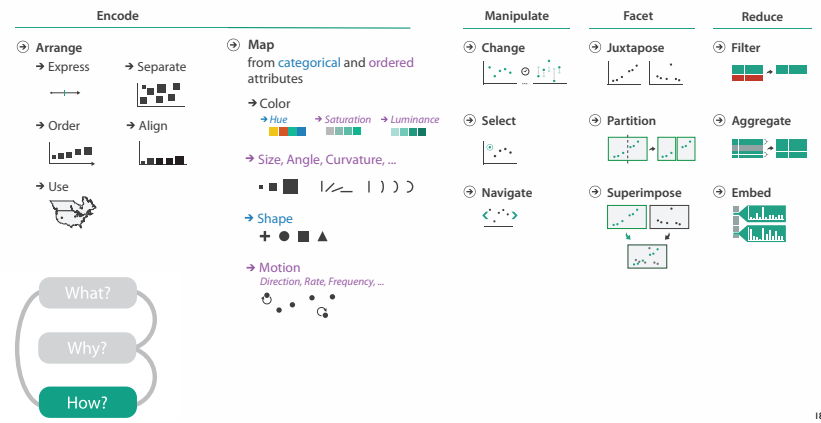 Encode
Arrange
Express
Separate
Order
Align
Use
Map
from categorical and ordered
attributes
Color
Hue
Saturation
Luminance
Size, Angle, Curvature, ...
Shape
Motion
Direction, Rate, Frequency, ...
Manipulate
Change
...
Select
Navigate
Facet
Juxtapose
Partition
Superimpose
Reduce
Filter
Aggregate
Embed
What?
Why?
How?